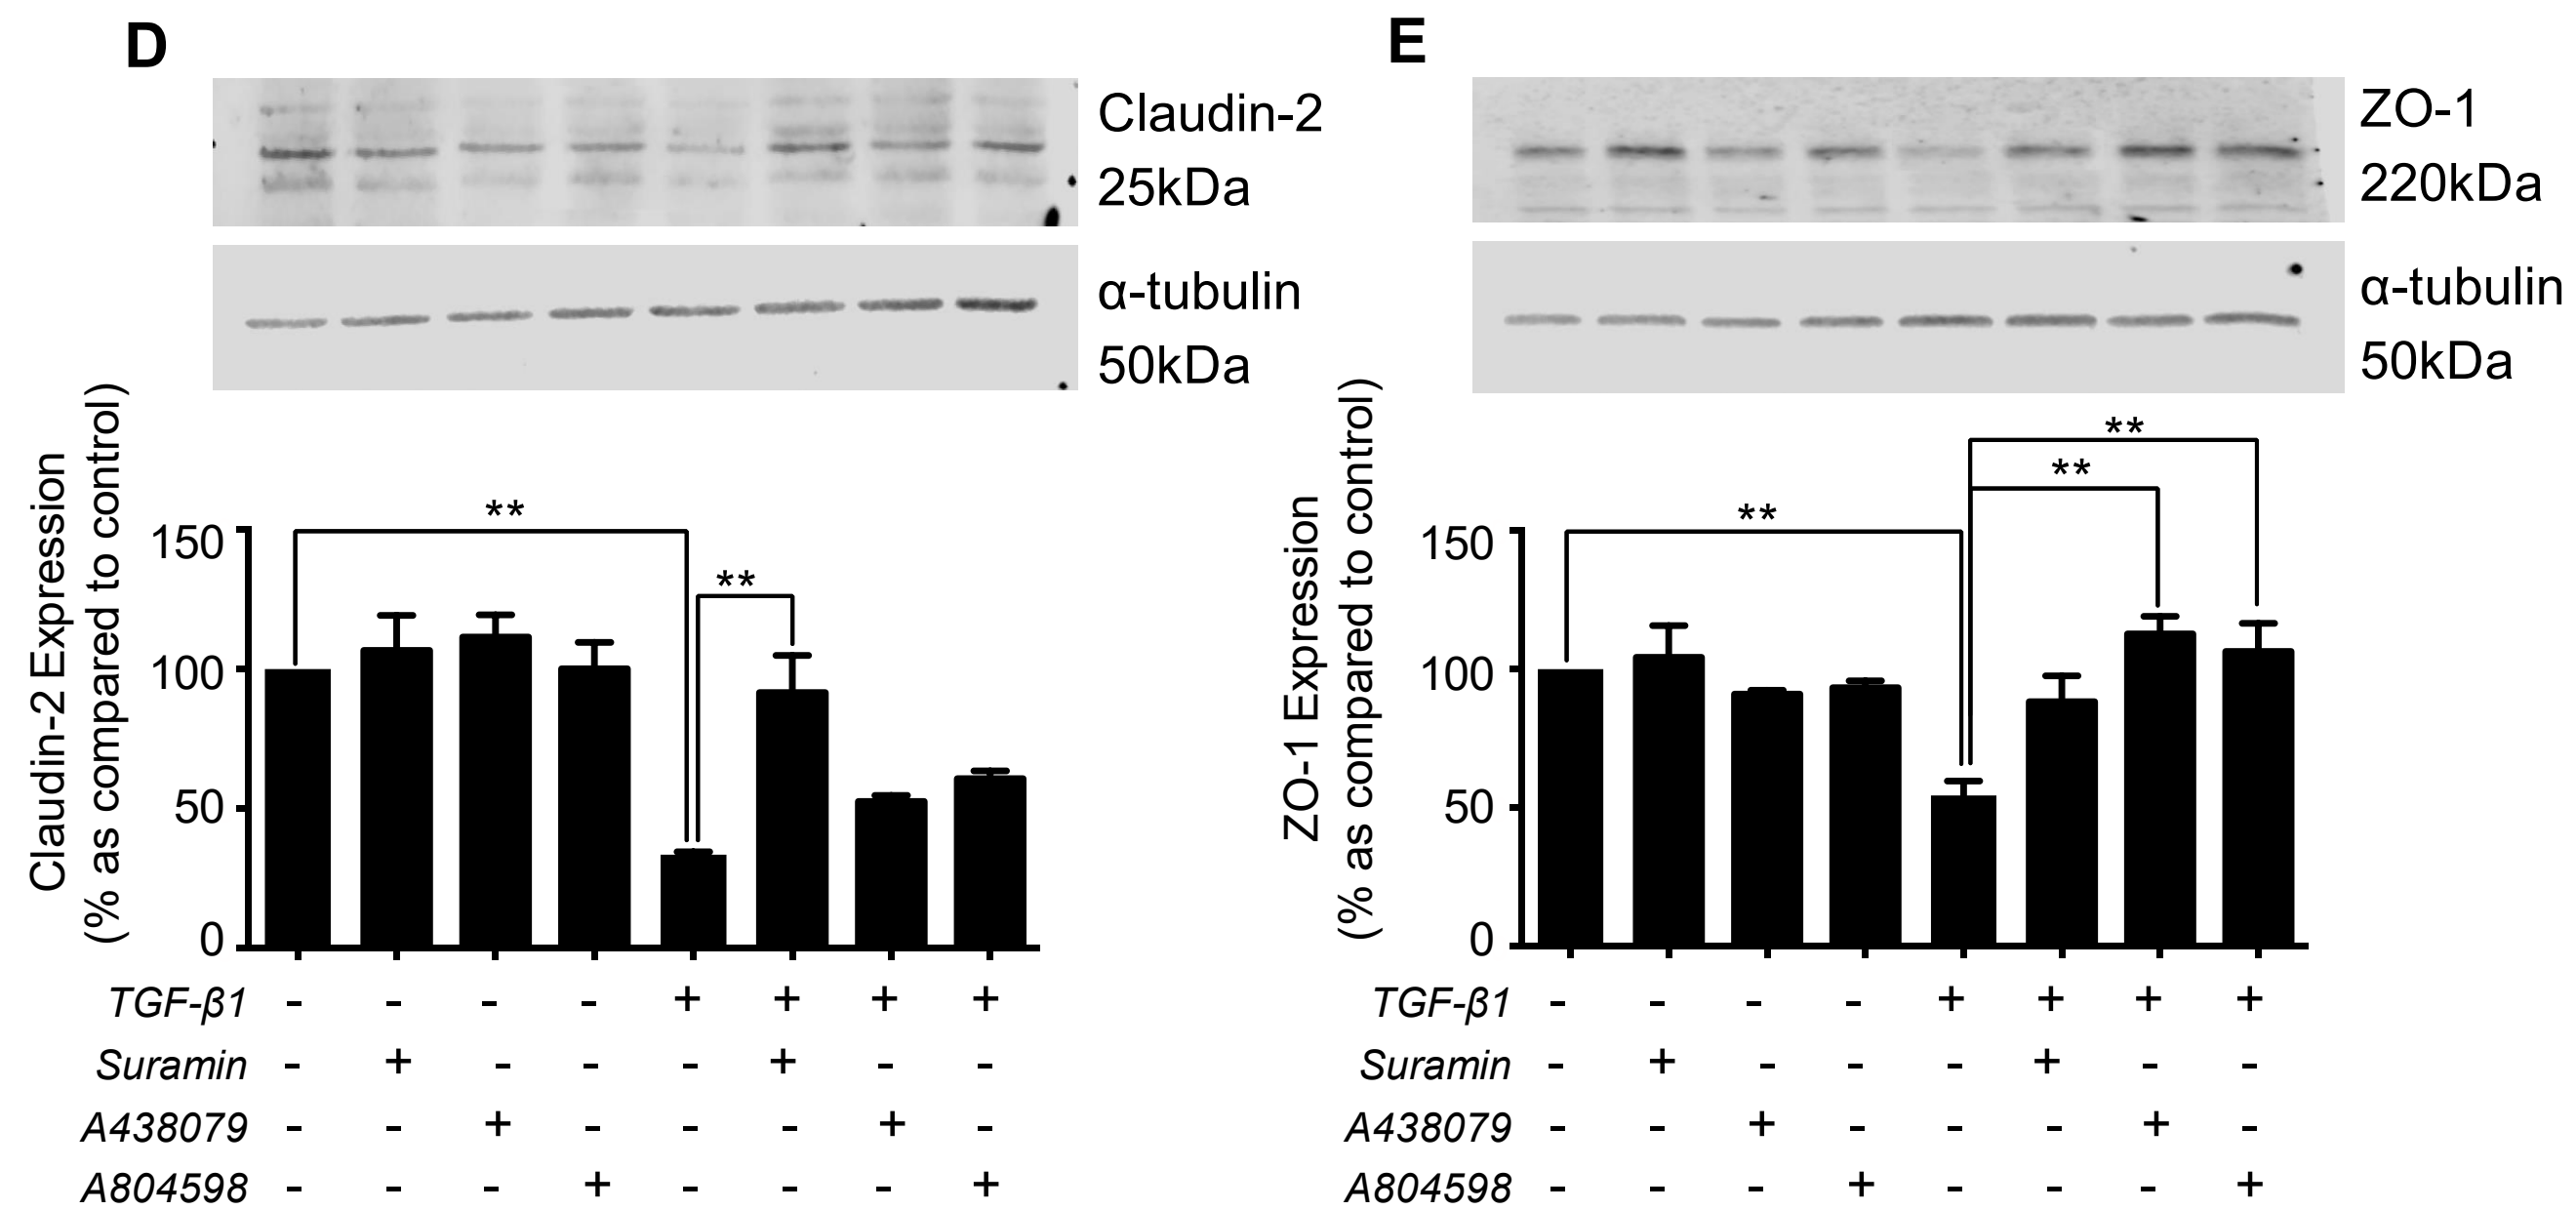 D
Claudin-2
25kDa
α-tubulin
50kDa
Claudin-2 Expression
(% as compared to control)
150
100
50
0
**
**
TGF-β1 - - - - + + + +
Suramin - + - - - + - -
A438079 - - + - - - + -
A804598 - - - + - - - +
E
ZO-1
220kDa
α-tubulin
50kDa
ZO-1 Expression
(% as compared to control)
150
100
50
0
**
**
**
TGF-β1 - - - - + + + +
Suramin - + - - - + - -
A438079 - - + - - - + -
A804598 - - - + - - - +